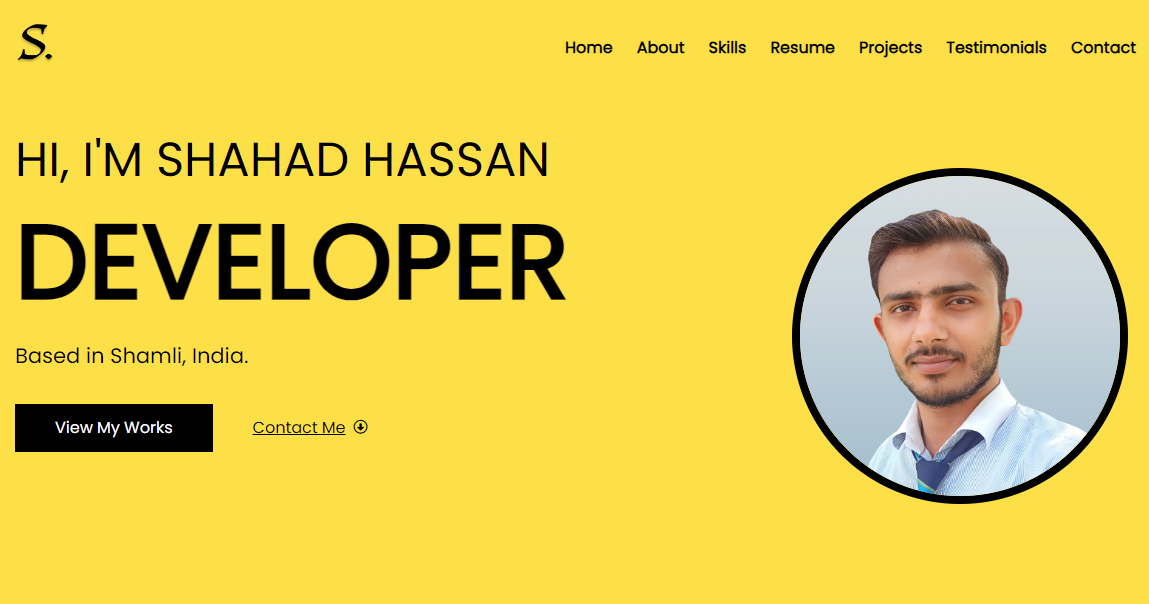 S.
Home About Skills Resume Projects Testimonials Contact
HI, I'M SHAHAD HASSAN
DEVELOPER
Based in Shamli, India.
View My Works Contact Me